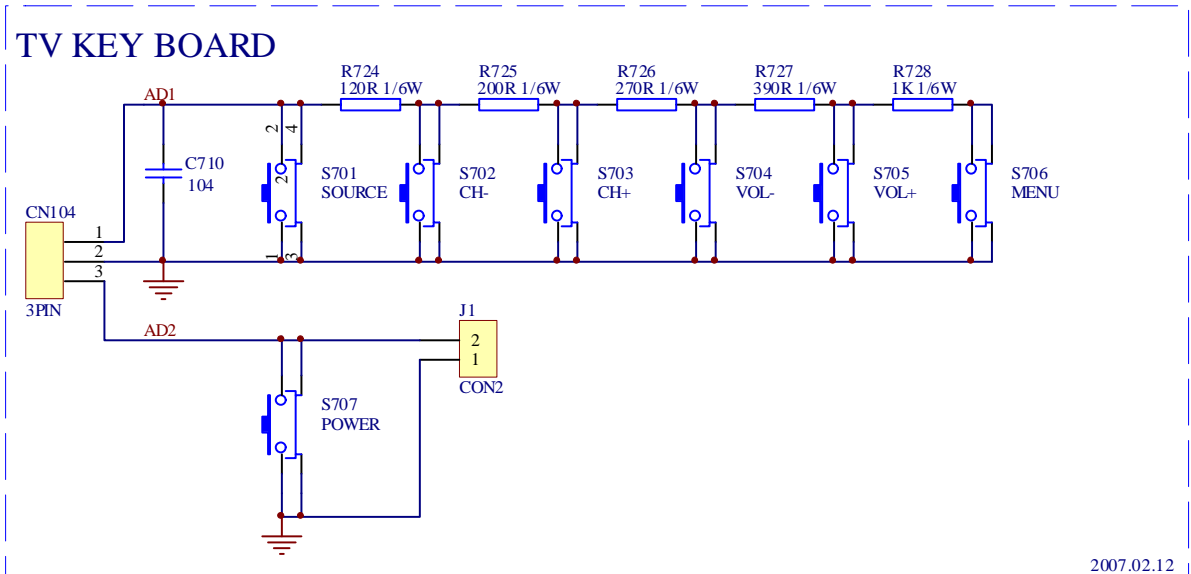 TV KEY BOARD
R724
120R 1/6W
R725
200R 1/6W
R726
270R 1/6W
R727
390R 1/6W
R728
1K 1/6W
AD1
2
4
C710
104
2
S701
SOURCE
S702
CH-
S703
CH+
S704
VOL-
S705
VOL+
S706
MENU
CN104
1
2
3
3PIN
1
3
AD2
J1
2
1
CON2
S707
POWER
2007.02.12